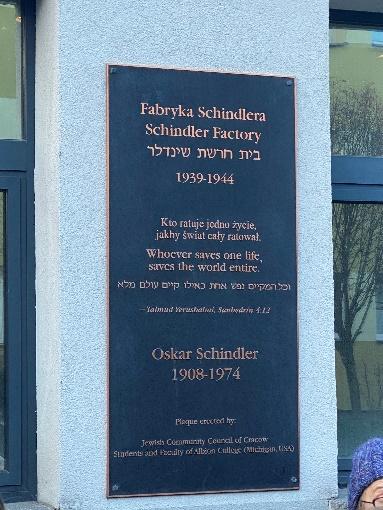 Fabryka Schindlera
Schindler Factory
בית חרשת שינדלר
1939-1944
Kto ratuje jedno życie,
jakby świat cały ratował.
Whoever saves one life,
saves the world entire.
וכל המקיים נפש אחת כאילו קיים עולם מלא
—Talmud Yerushalmi, Sanhedrin 4:12
Oskar Schindler
1908-1974
Plaque erected by:
Jewish Community Council of Cracow
Students and Faculty of Albion College (Michigan, USA)